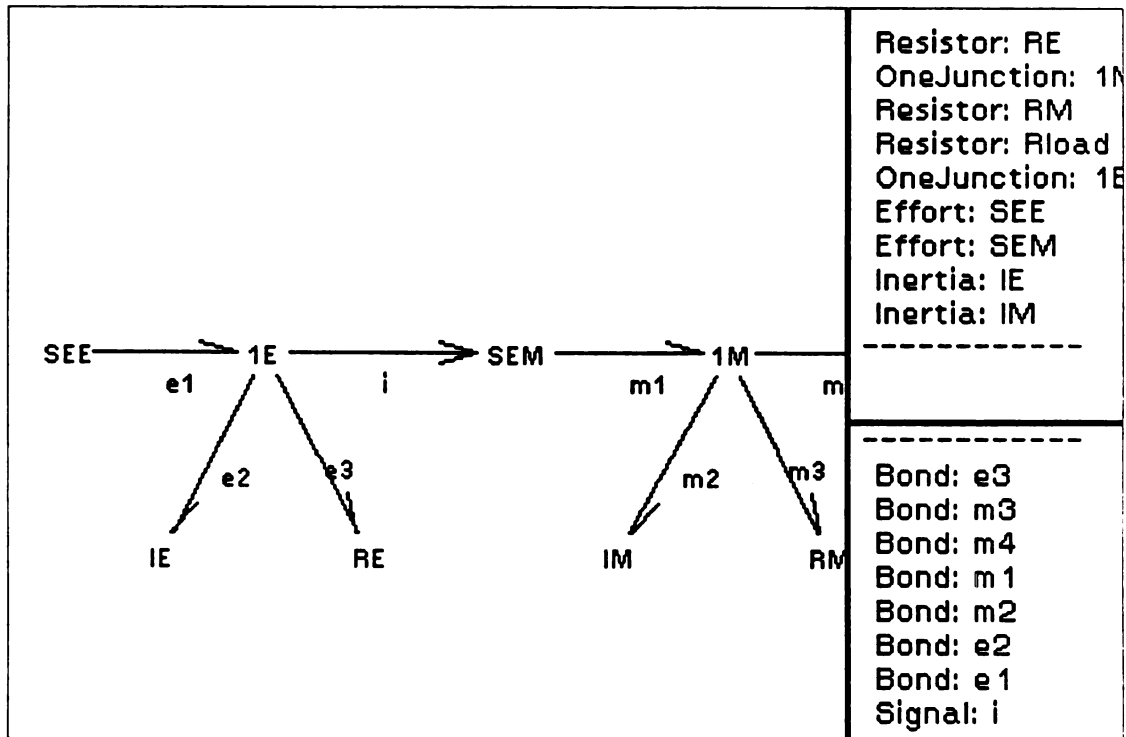 SEE 1E SEM 1M
e1 i m1 m
e2 e3 m2 m3
IE RE IM RM
Resistor: RE
OneJunction: 1M
Resistor: RM
Resistor: Rload
OneJunction: 1E
Effort: SEE
Effort: SEM
Inertia: IE
Inertia: IM
------------
------------
Bond: e3
Bond: m3
Bond: m4
Bond: m1
Bond: m2
Bond: e2
Bond: e1
Signal: i